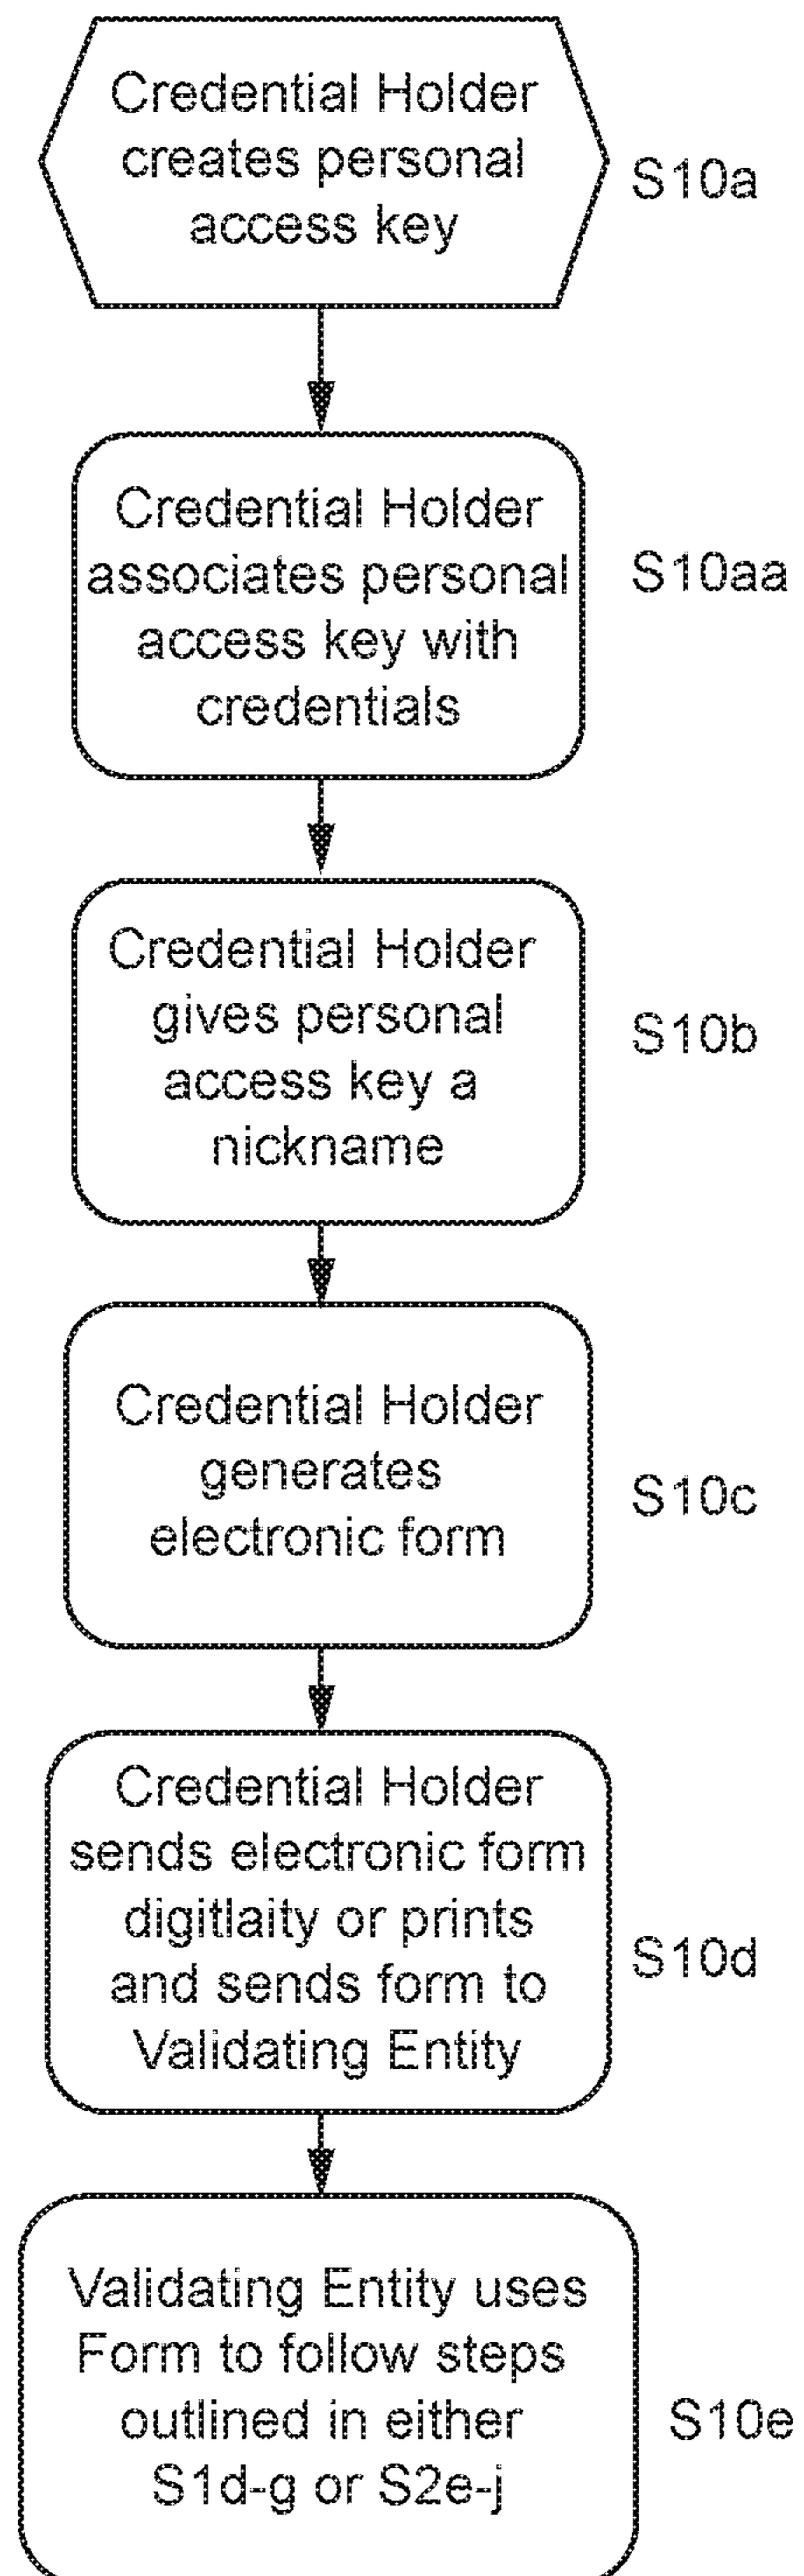 Credential Holder
creates personal
access key
S10a
Credential Holder
associates personal
access key with
credentials
S10aa
Credential Holder
gives personal
access key a
nickname
S10b
Credential Holder
generates
electronic form
S10c
Credential Holder
sends electronic form
digitlaity or prints
and sends form to
Validating Entity
S10d
Validating Entity uses
Form to follow steps
outlined in either
S1d-g or S2e-j
S10e